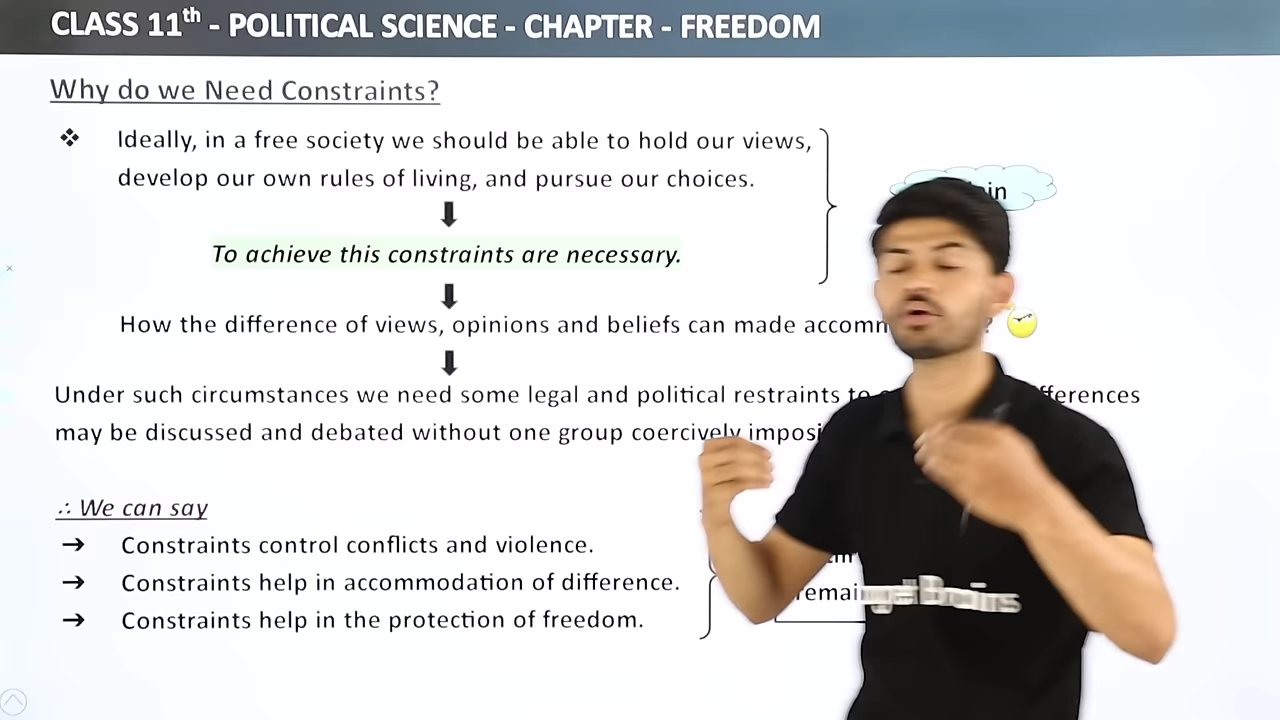 CLASS 11th - POLITICAL SCIENCE - CHAPTER - FREEDOM
Why do we Need Constraints?
❖ Ideally, in a free society we should be able to hold our views,
develop our own rules of living, and pursue our choices.
To achieve this constraints are necessary.
How the difference of views, opinions and beliefs can made ?
Under such circumstances we need some legal and political restraints to
may be discussed and debated without one group coercively
∴ We can say
➔ Constraints control conflicts and violence.
➔ Constraints help in accommodation of difference.
➔ Constraints help in the protection of freedom.
Brains